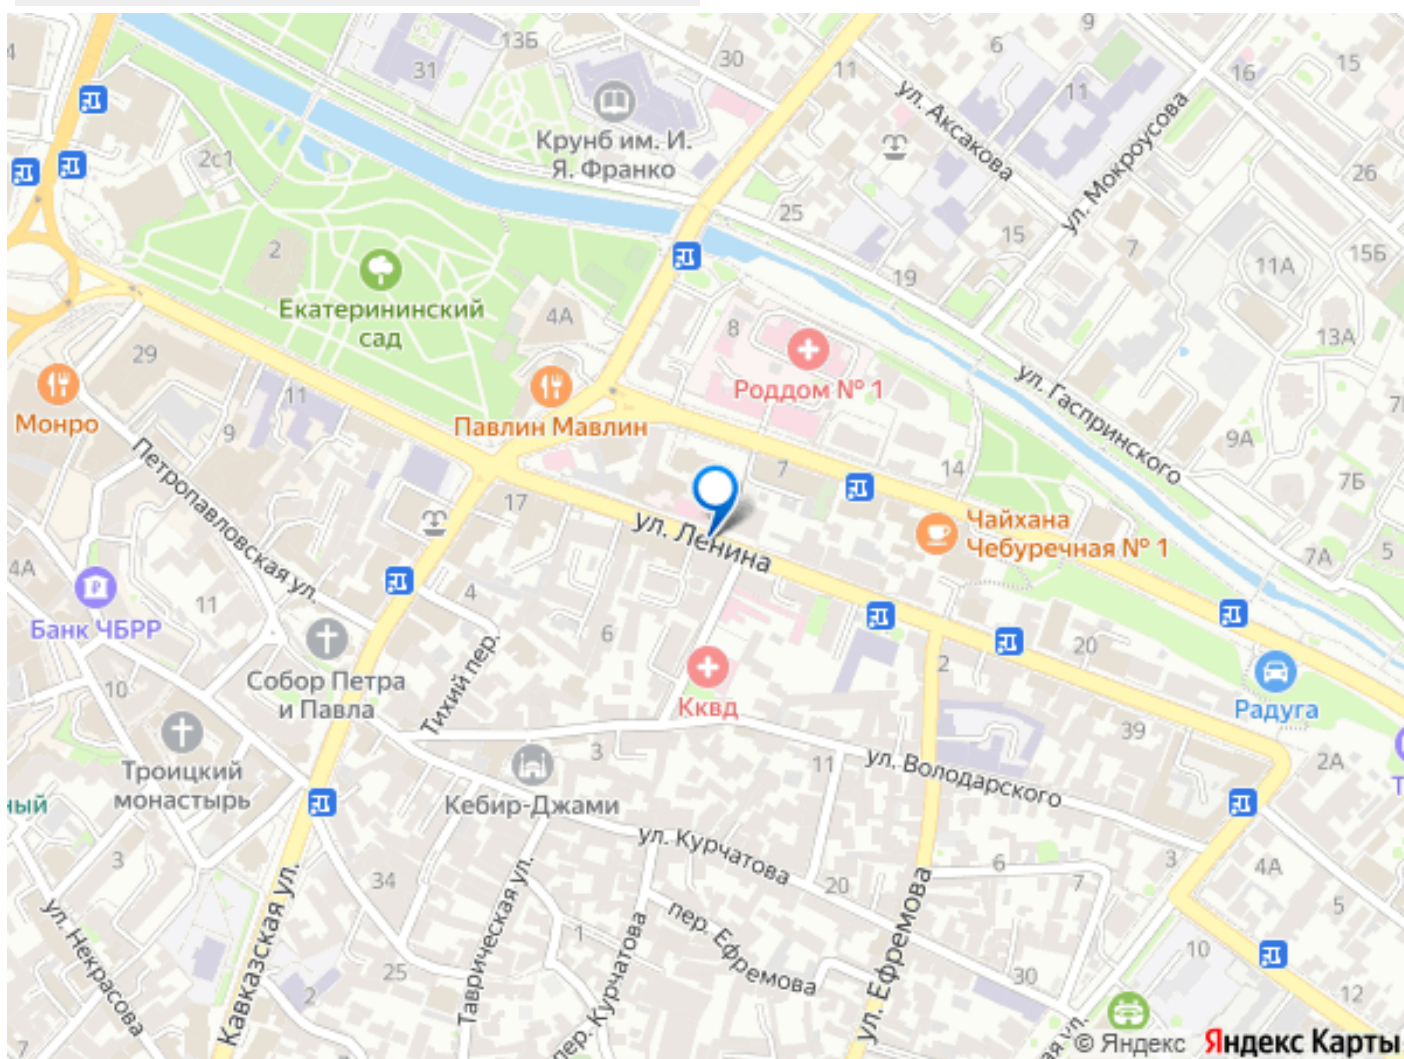 13Б
9
30
6
15
31
11
16
4
11
ул. Аксакова
Крунб им. И.
Я. Франко
ул. Мокроусова
2с1
26
25
15
7
15Б
2
19
11А
Екатерининский
сад
4А
8
13А
29
Роддом № 1
ул. Гаспринского
11
Монро
Павлин Мавлин
9А
9
Петропавловская ул.
7
14
7Б
17
ул. Ленина
Чайхана
Чебуречная № 1
7А
5
4А
11
4
Банк ЧБРР
6
20
Собор Петра
и Павла
Тихий пер.
2
10
Кквд
Радуга
39
3
11
ул. Володарского
2А
Троицкий
монастырь
Кебир-Джами
ный
ул. Курчатова
3
34
20
6
7
3
4А
5
ул. Некрасова
Кавказская ул.
Таврическая ул.
1
пер. Курчатова
пер. Ефремова
ул. Ефремова
10
25
2
30
12
7
я ул.
© Яндекс
Яндекс Карты